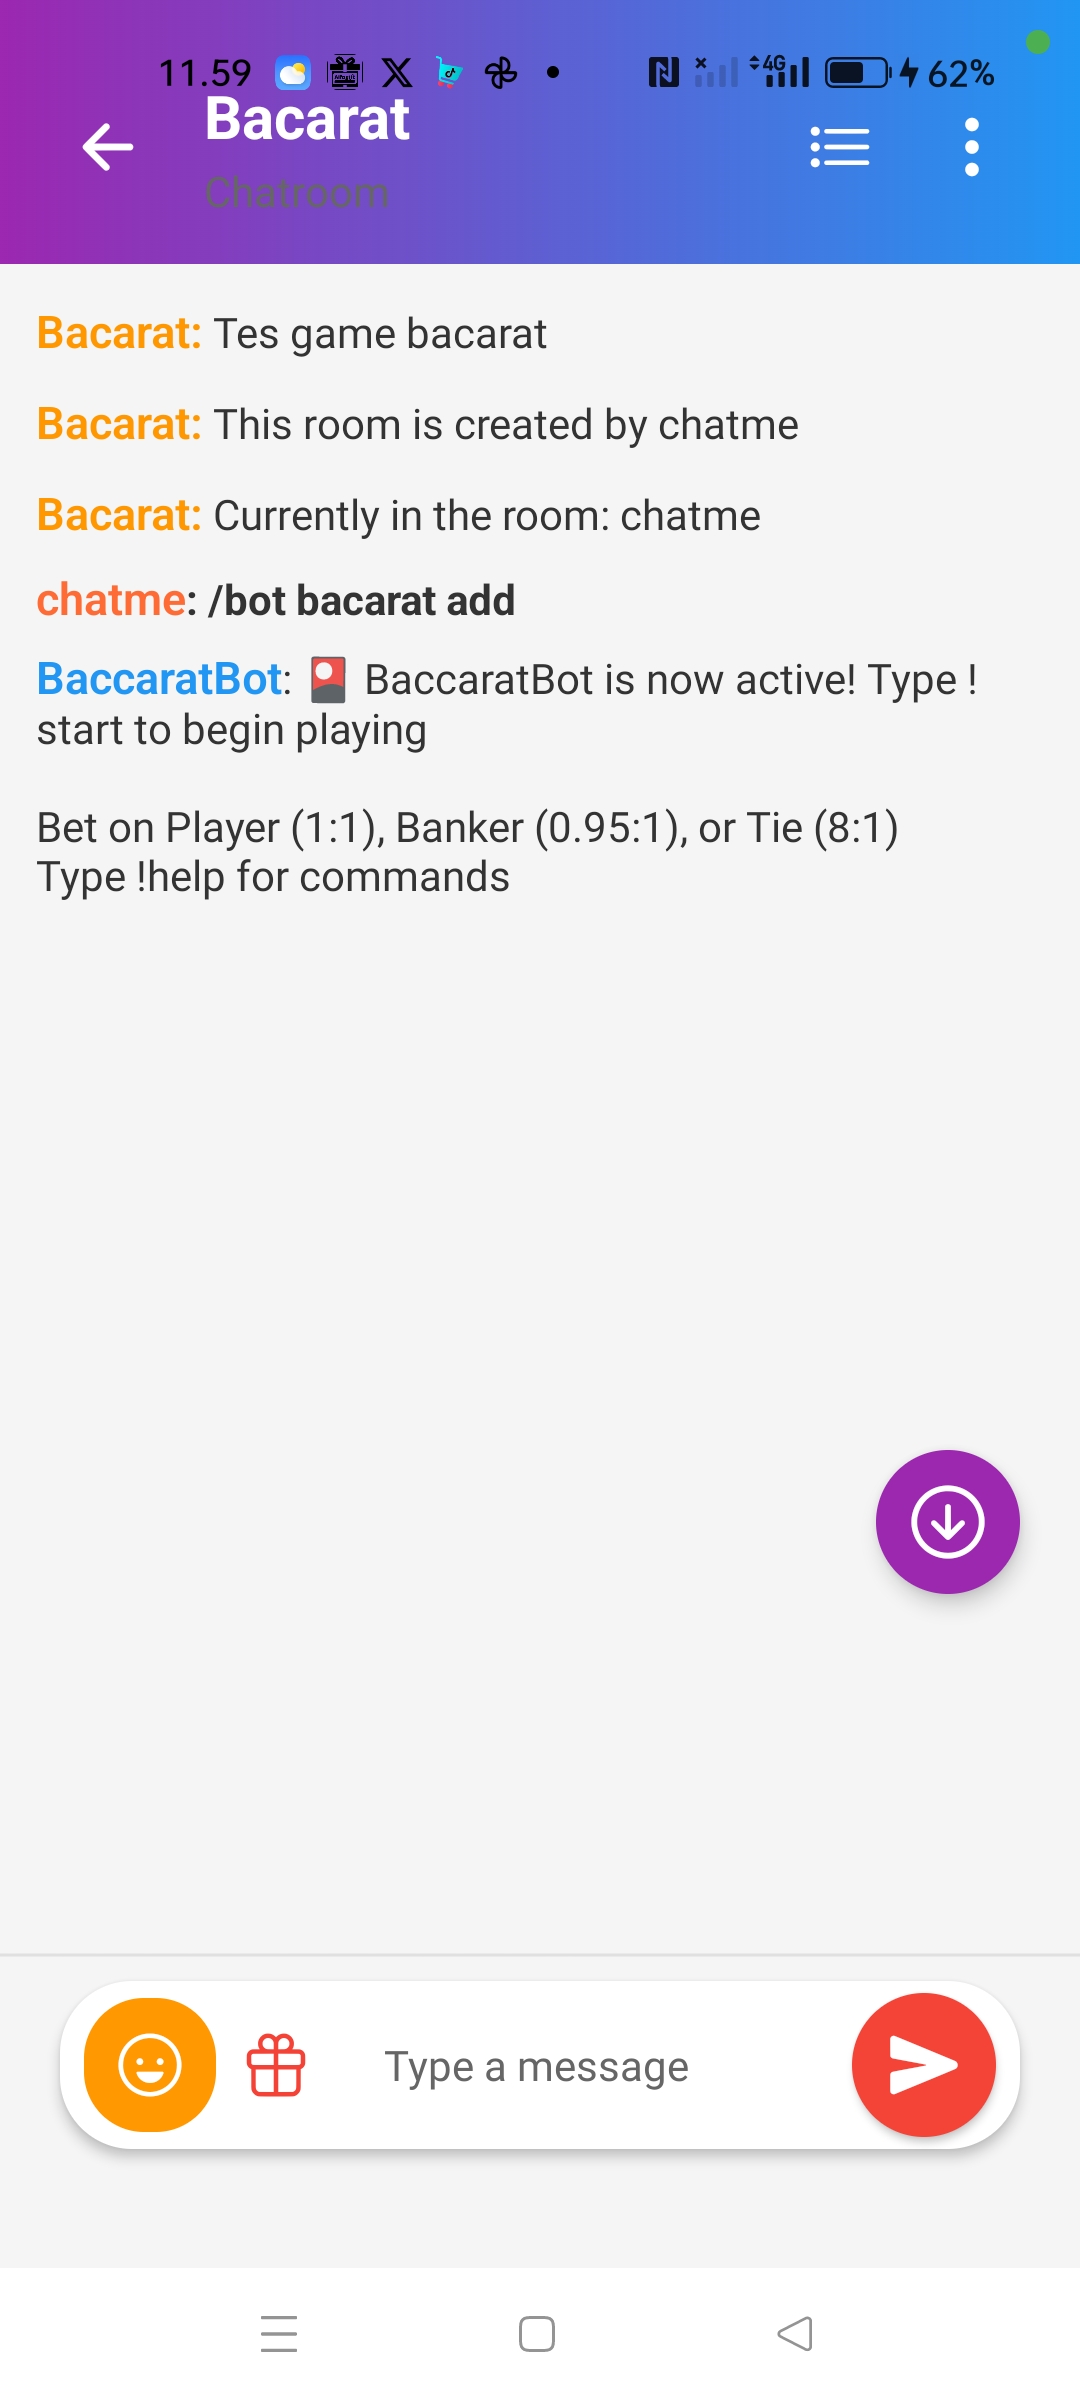 11.59 4G 62%
Bacarat
Chatroom
Bacarat: Tes game bacarat
Bacarat: This room is created by chatme
Bacarat: Currently in the room: chatme
chatme: /bot bacarat add
BaccaratBot: 🎴 BaccaratBot is now active! Type !
start to begin playing
Bet on Player (1:1), Banker (0.95:1), or Tie (8:1)
Type !help for commands
Type a message